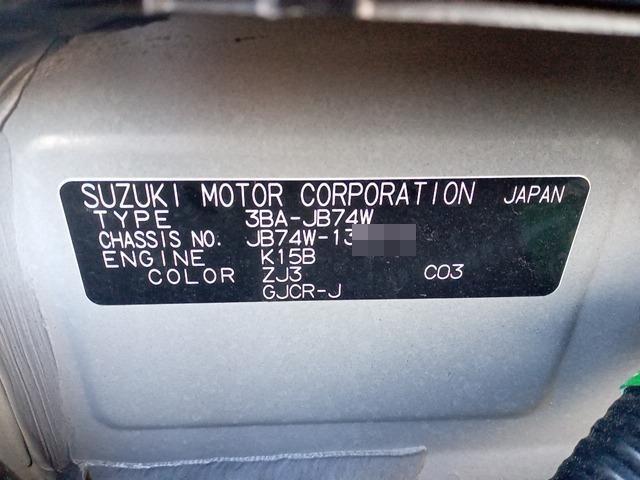 SUZUKI MOTOR CORPORATION JAPAN
TYPE 3BA-JB74W
CHASSIS NO. JB74W-13
ENGINE K15B
COLOR ZJ3 C03
GJCR-J